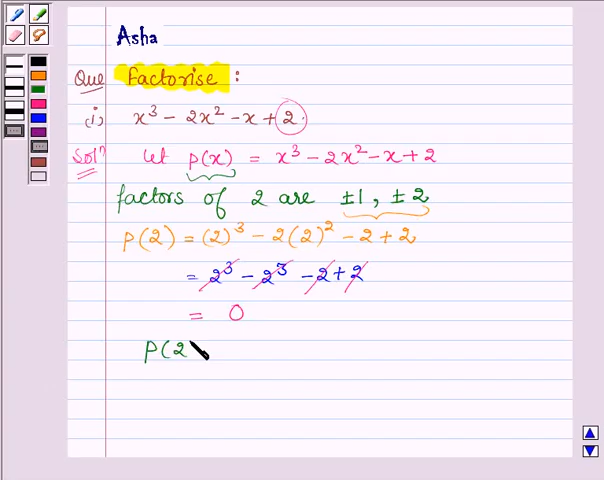 Asha
Que Factorise :
(i) x³ − 2x² − x + 2.
Solⁿ Let p(x) = x³ − 2x² − x + 2
factors of 2 are ±1, ±2
P(2) = (2)³ − 2(2)² − 2 + 2
= 2³ − 2³ − 2 + 2
= 0
P(2